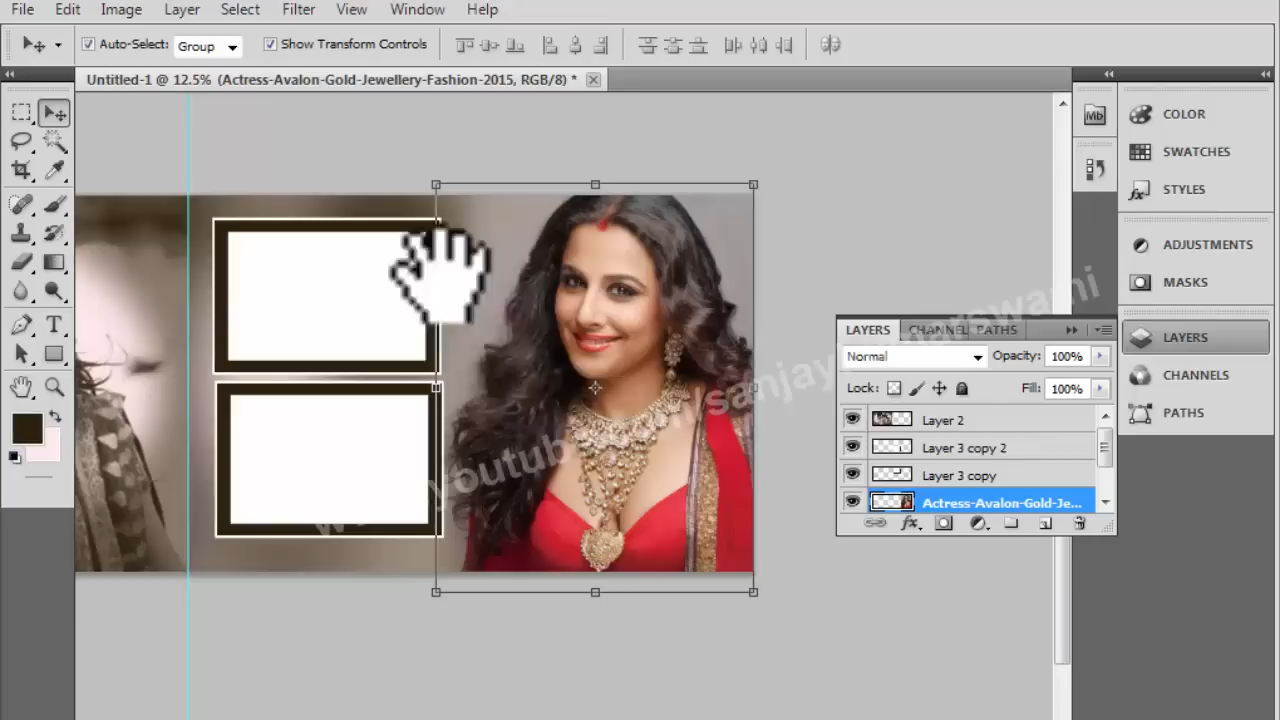 File Edit Image Layer Select Filter View Window Help
Auto-Select: Group Show Transform Controls
Untitled-1 @ 12.5% (Actress-Avalon-Gold-Jewellery-Fashion-2015, RGB/8) *
Mb
COLOR
SWATCHES
STYLES
ADJUSTMENTS
MASKS
LAYERS
CHANNELS
PATHS
LAYERS CHANNEL PATHS
Normal Opacity: 100%
Lock: Fill: 100%
Layer 2
Layer 3 copy 2
Layer 3 copy
Actress-Avalon-Gold-Je...